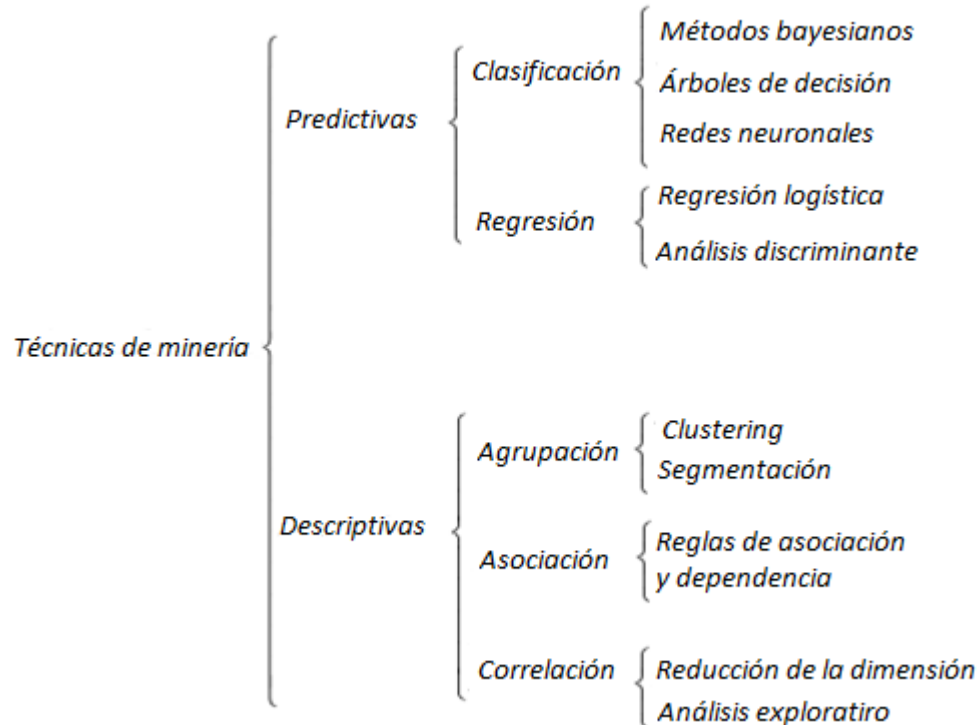 Métodos bayesianos
Clasificación
Árboles de decisión
Predictivas
Redes neuronales
Regresión logística
Regresión
Análisis discriminante
Técnicas de minería
Clustering
Agrupación
Segmentación
Descriptivas
Reglas de asociación
Asociación
y dependencia
Correlación
Reducción de la dimensión
Análisis exploratiro